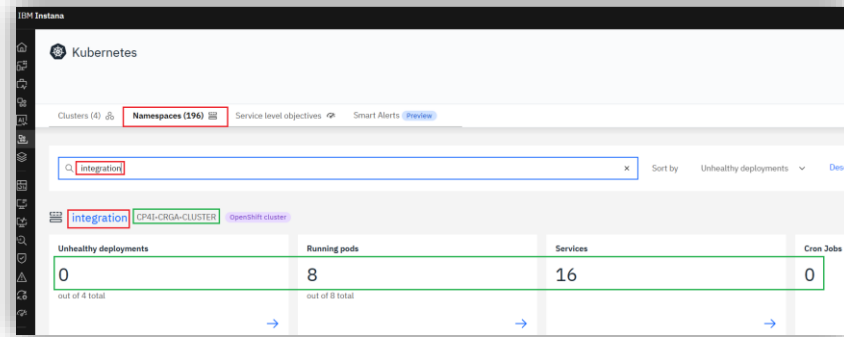 IBM Instana
Kubernetes
Clusters (4) Namespaces (196) Service level objectives Smart Alerts Preview
integration × Sort by Unhealthy deployments
integration CP4I-CRGA-CLUSTER OpenShift cluster
Unhealthy deployments Running pods Services Cron Jobs
0 8 16 0
out of 4 total out of 8 total